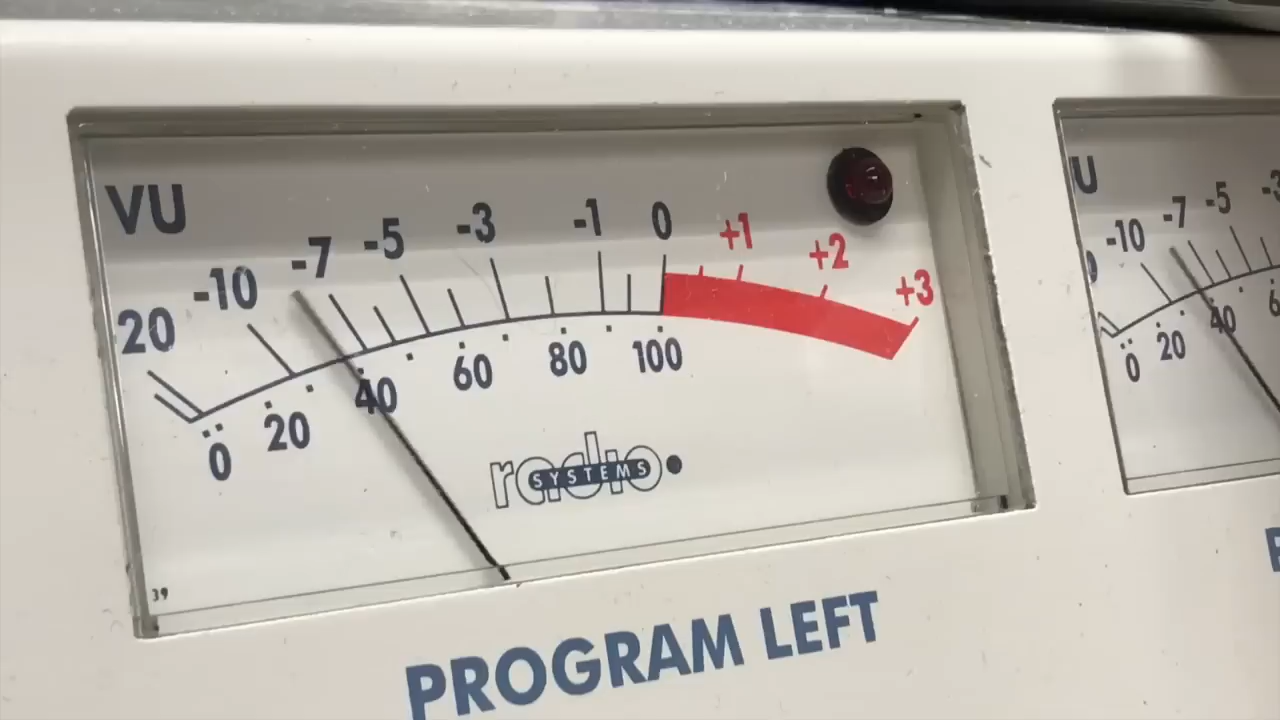 VU
20 -10 -7 -5 -3 -1 0 +1 +2 +3
0 20 40 60 80 100
radio
SYSTEMS
39
PROGRAM LEFT
U
-10 -7 -5 -3
0 20 40